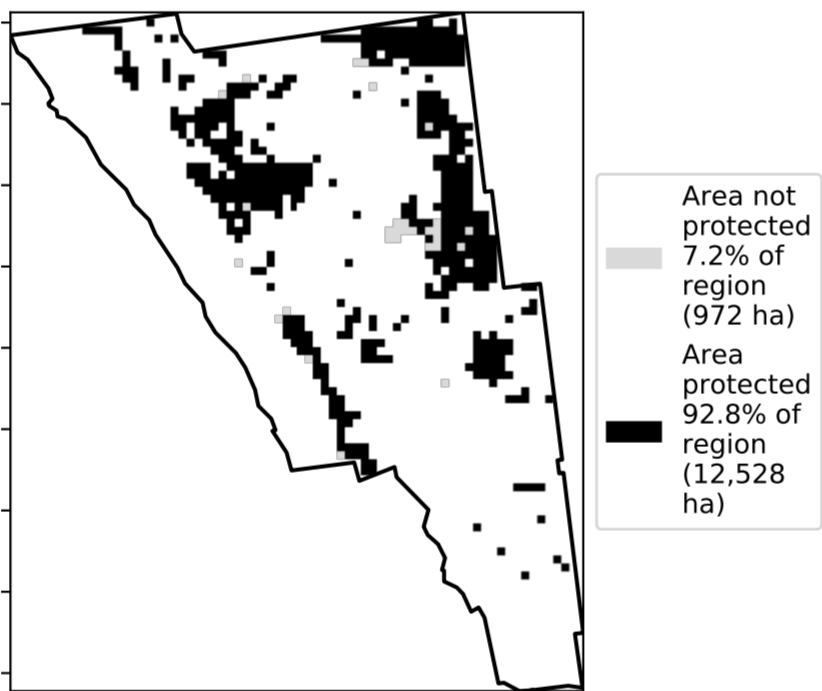 Area not
protected
7.2% of
region
(972 ha)
Area
protected
92.8% of
region
(12,528
ha)